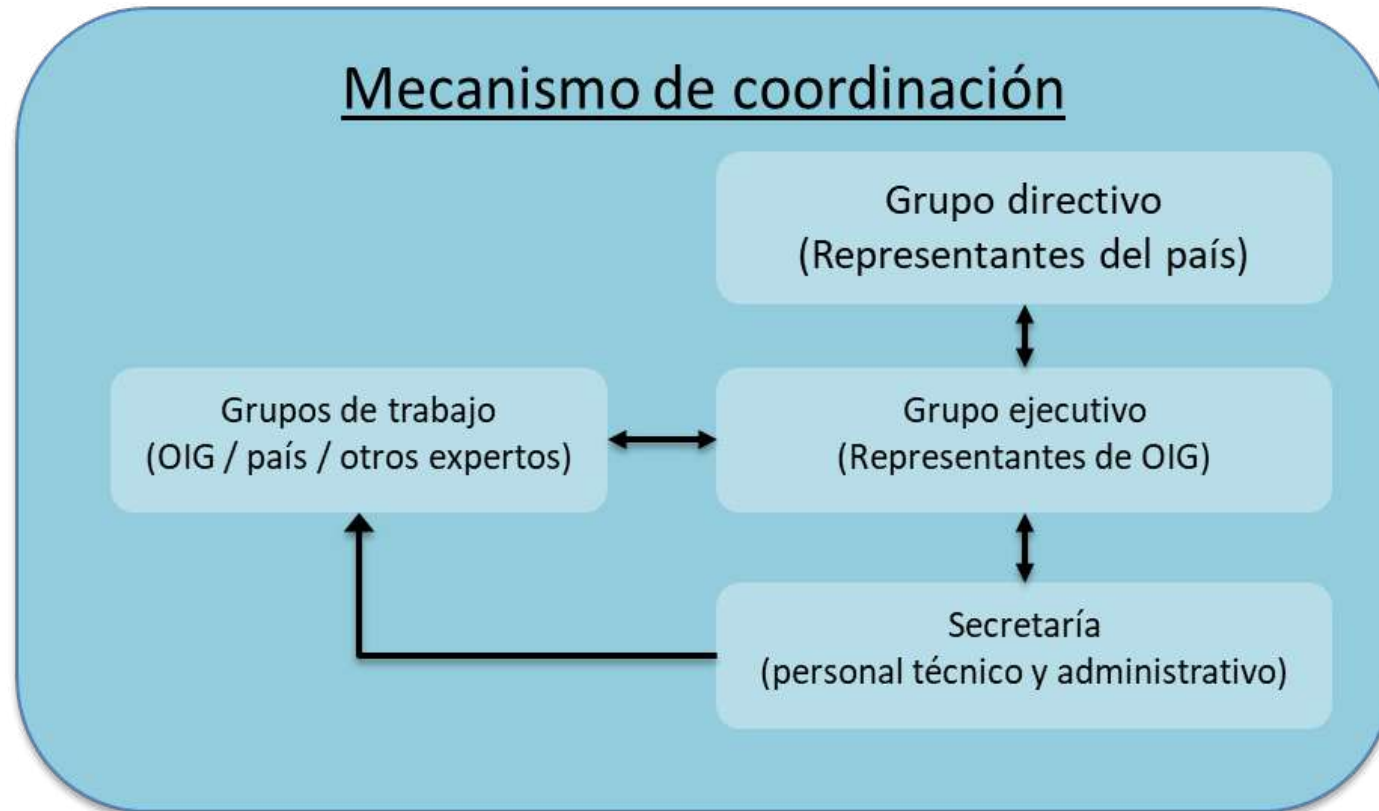 Mecanismo de coordinación
Grupo directivo
(Representantes del país)
Grupos de trabajo
(OIG / país / otros expertos)
Grupo ejecutivo
(Representantes de OIG)
Secretaría
(personal técnico y administrativo)